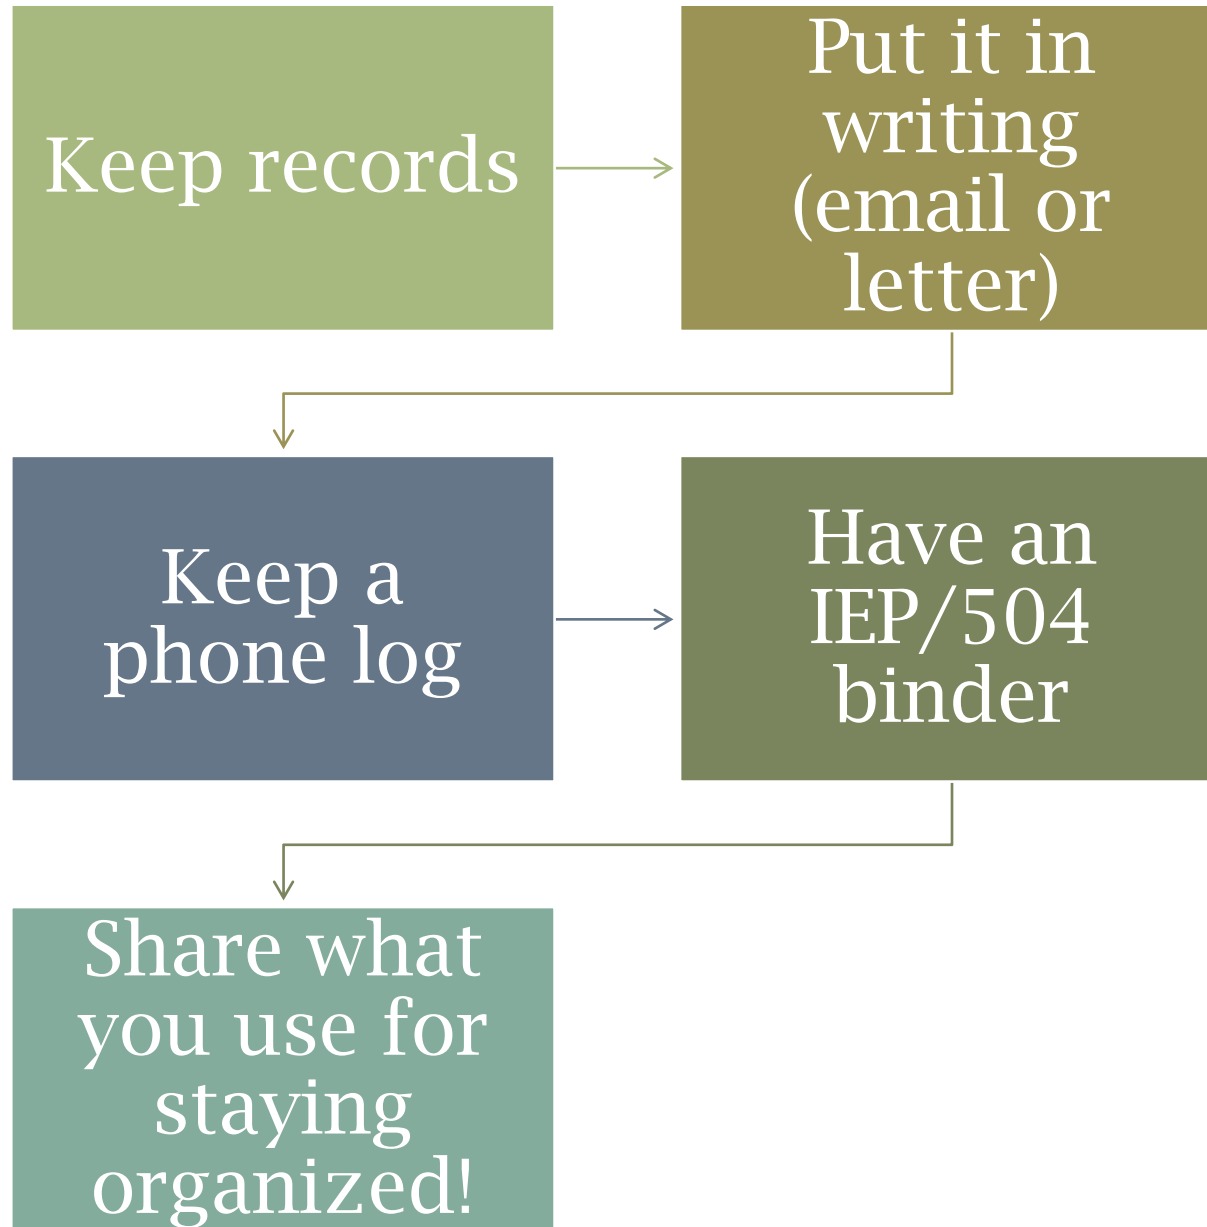 Keep records
Put it in
writing
(email or
letter)
Keep a
phone log
Have an
IEP/504
binder
Share what
you use for
staying
organized!